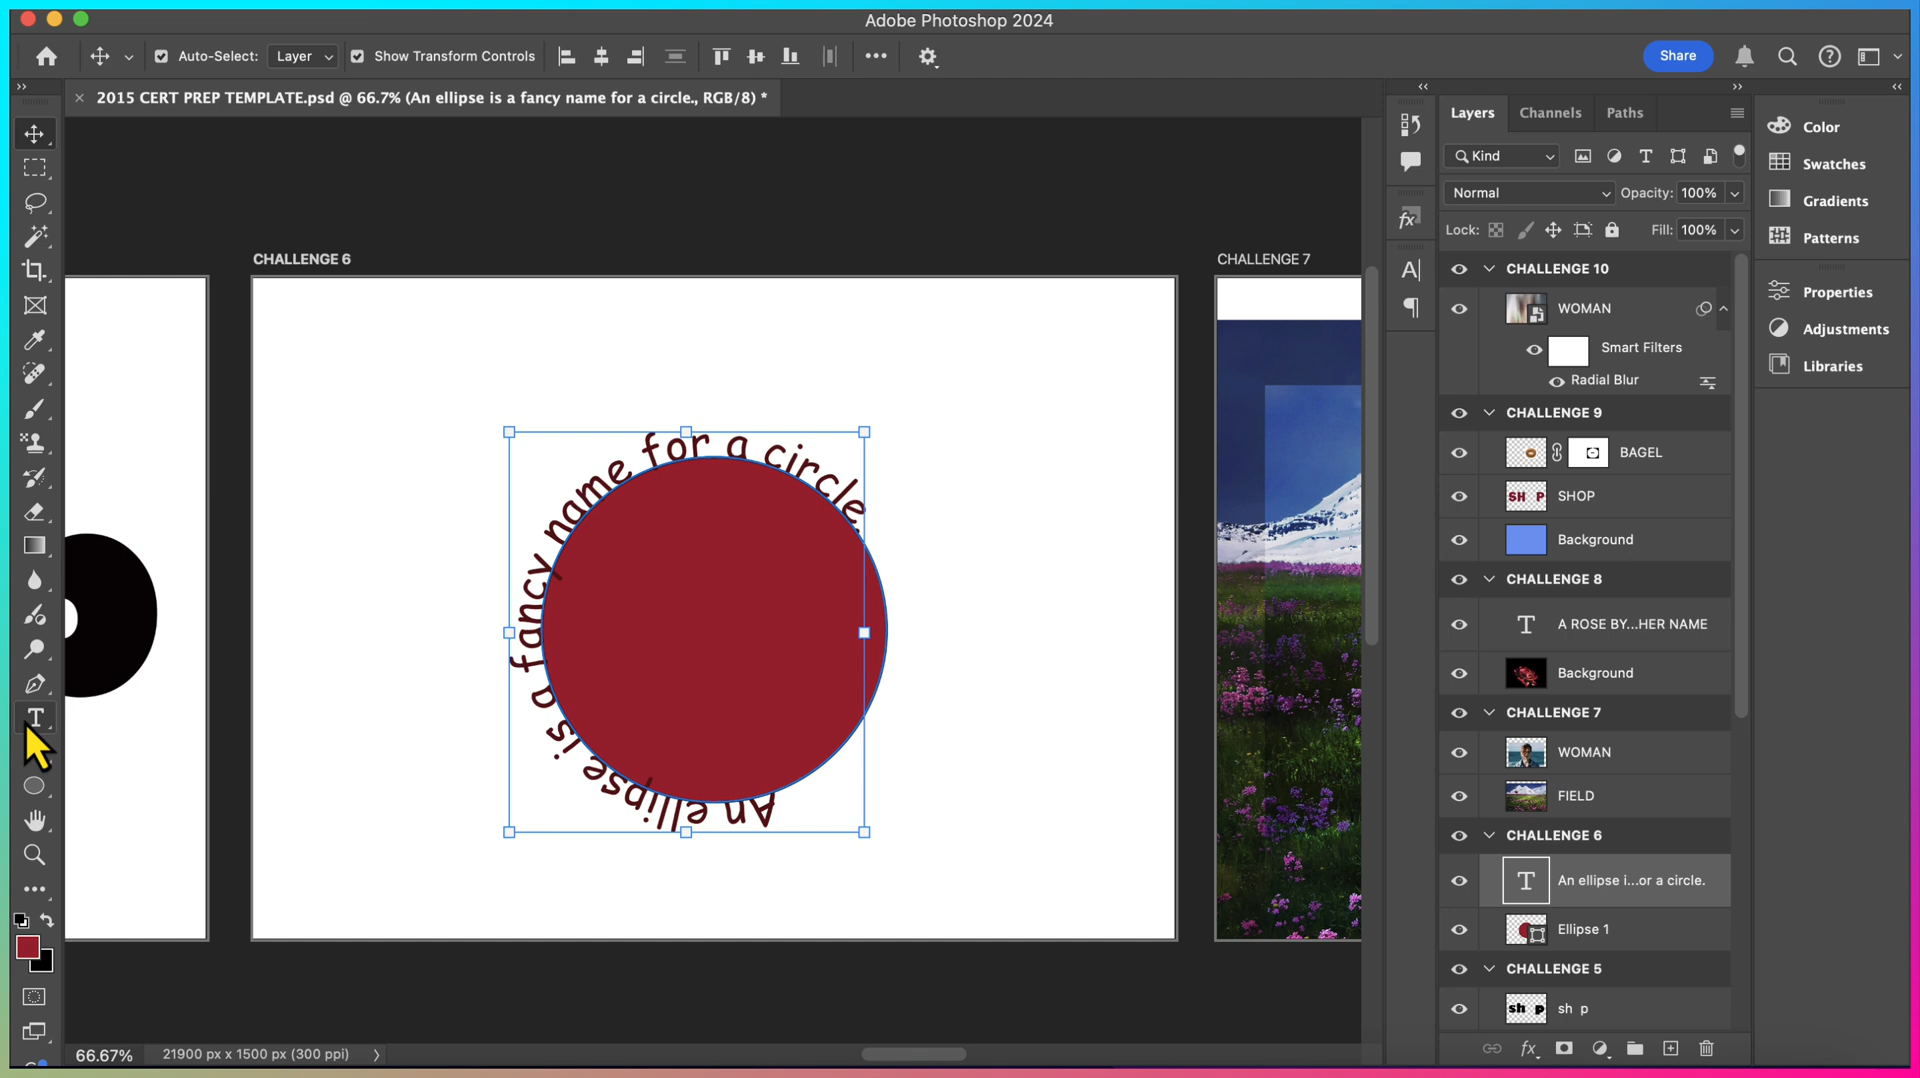 Adobe Photoshop 2024
Auto-Select: Layer Show Transform Controls Share
2015 CERT PREP TEMPLATE.psd @ 66.7% (An ellipse is a fancy name for a circle., RGB/8) *
CHALLENGE 6
CHALLENGE 7
An ellipse is a fancy name for a circle.
66.67% 21900 px x 1500 px (300 ppi)
Layers Channels Paths
Kind
Normal Opacity: 100%
Lock: Fill: 100%
CHALLENGE 10
WOMAN
Smart Filters
Radial Blur
CHALLENGE 9
BAGEL
SH P SHOP
Background
CHALLENGE 8
A ROSE BY...HER NAME
Background
CHALLENGE 7
WOMAN
FIELD
CHALLENGE 6
An ellipse i...or a circle.
Ellipse 1
CHALLENGE 5
sh p sh p
Color
Swatches
Gradients
Patterns
Properties
Adjustments
Libraries